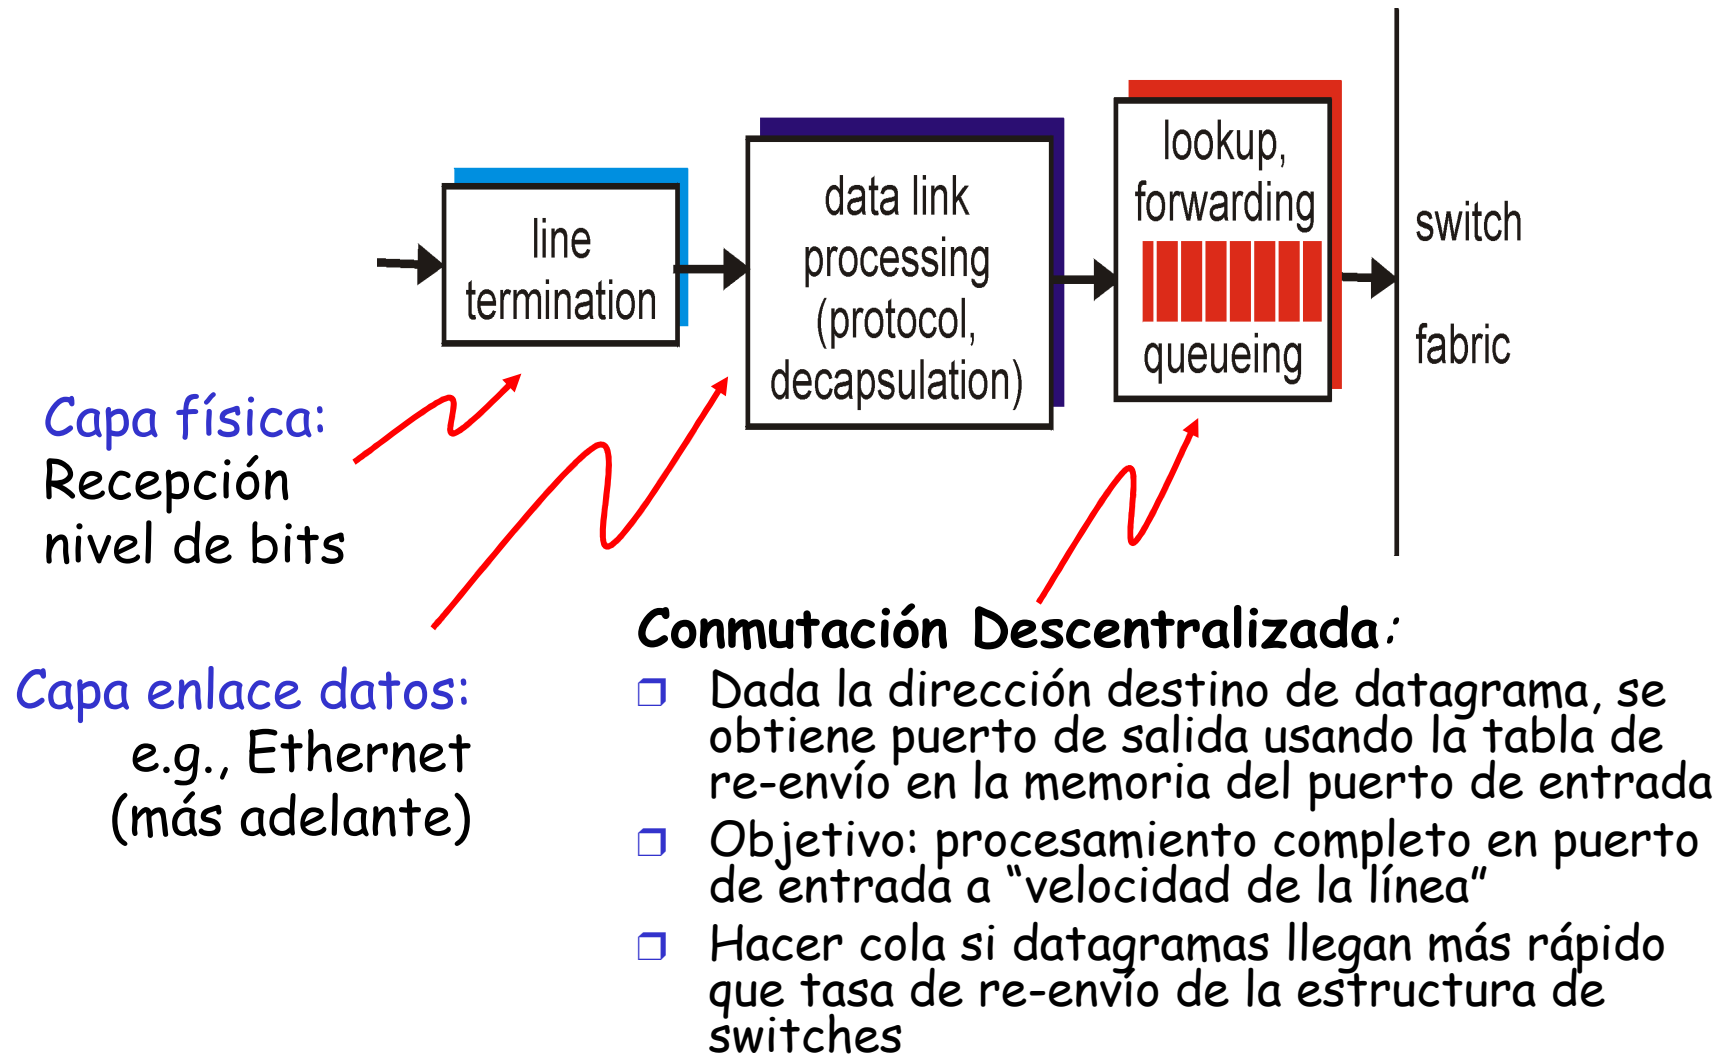 line
termination
data link
processing
(protocol,
decapsulation)
lookup,
forwarding
queueing
switch
fabric
Capa física:
Recepción
nivel de bits
Capa enlace datos:
e.g., Ethernet
(más adelante)
Conmutación Descentralizada:
❒ Dada la dirección destino de datagrama, se
obtiene puerto de salida usando la tabla de
re-envío en la memoria del puerto de entrada
❒ Objetivo: procesamiento completo en puerto
de entrada a “velocidad de la línea”
❒ Hacer cola si datagramas llegan más rápido
que tasa de re-envío de la estructura de
switches